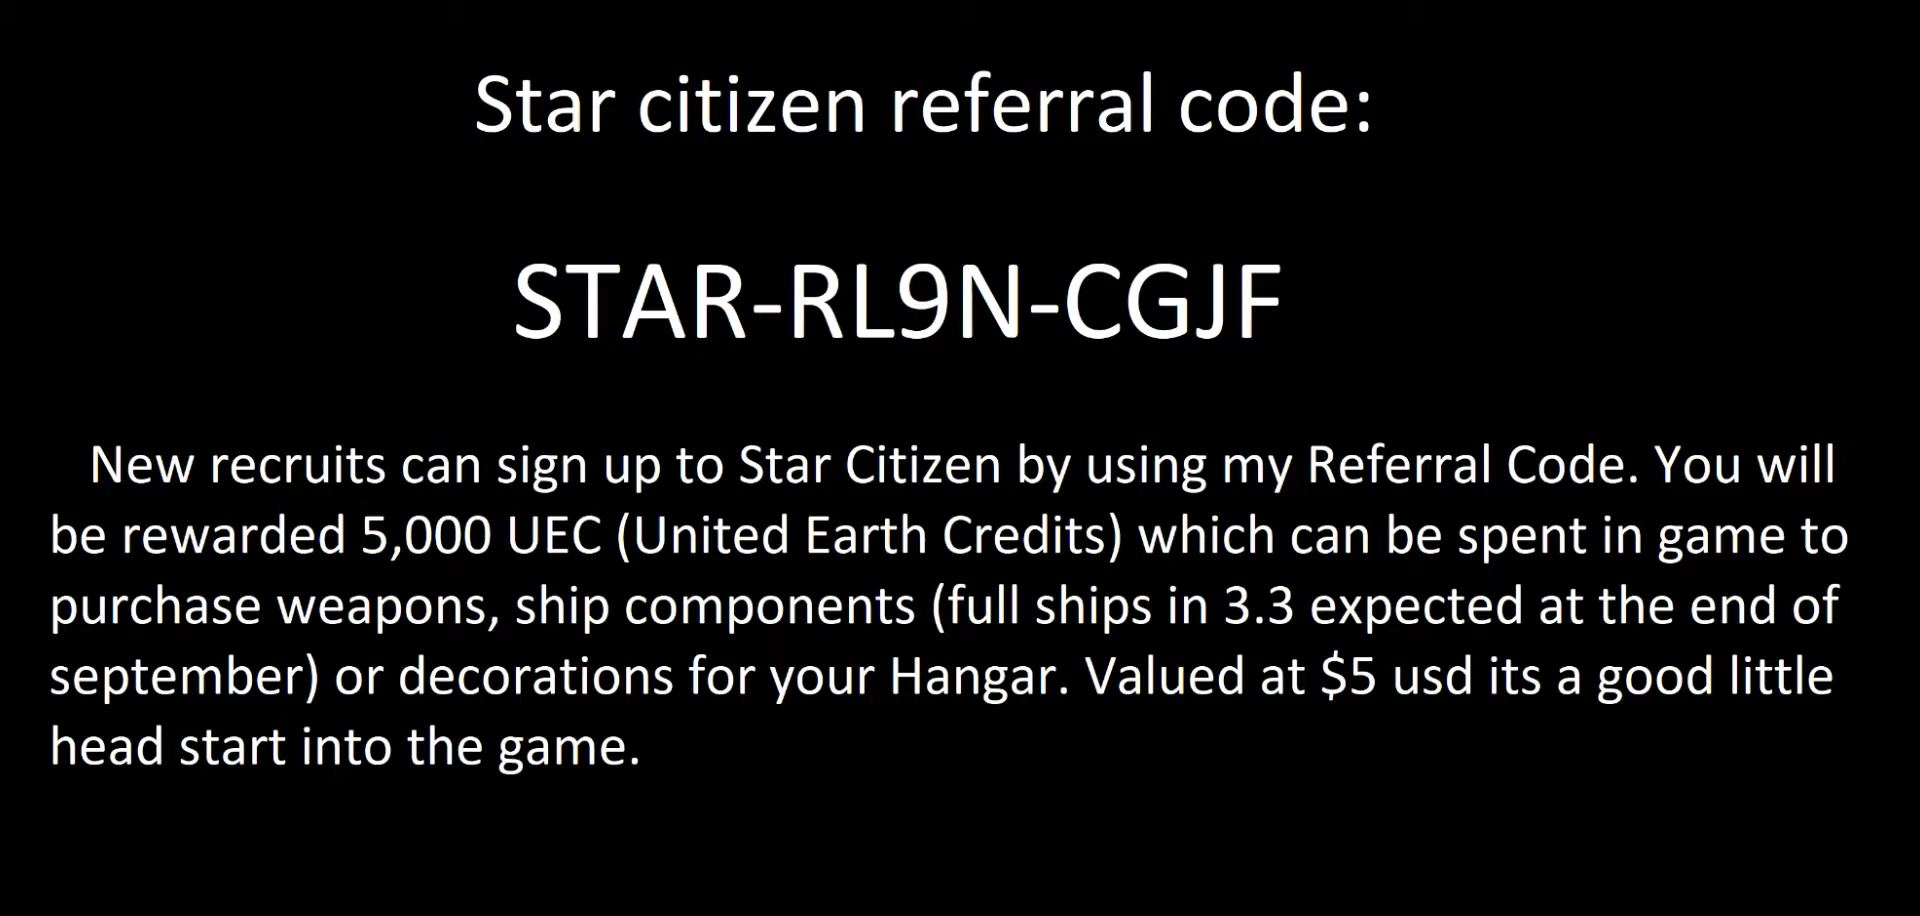 Star citizen referral code:
STAR-RL9N-CGJF
New recruits can sign up to Star Citizen by using my Referral Code. You will
be rewarded 5,000 UEC (United Earth Credits) which can be spent in game to
purchase weapons, ship components (full ships in 3.3 expected at the end of
september) or decorations for your Hangar. Valued at $5 usd its a good little
head start into the game.